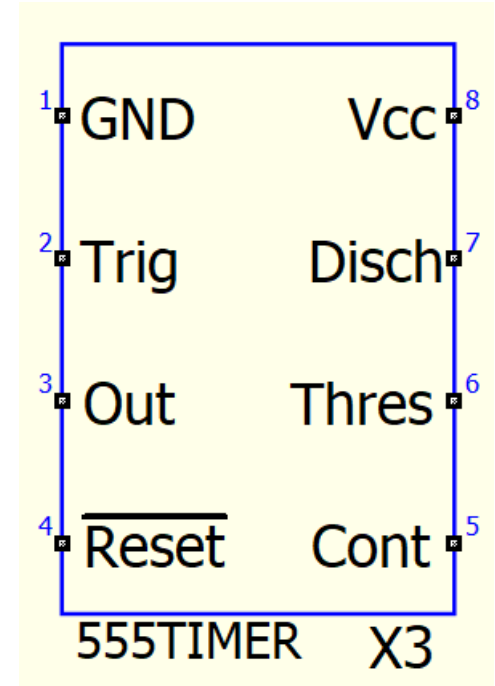 1 GND Vcc 8
2 Trig Disch 7
3 Out Thres 6
4 Reset Cont 5
555TIMER X3